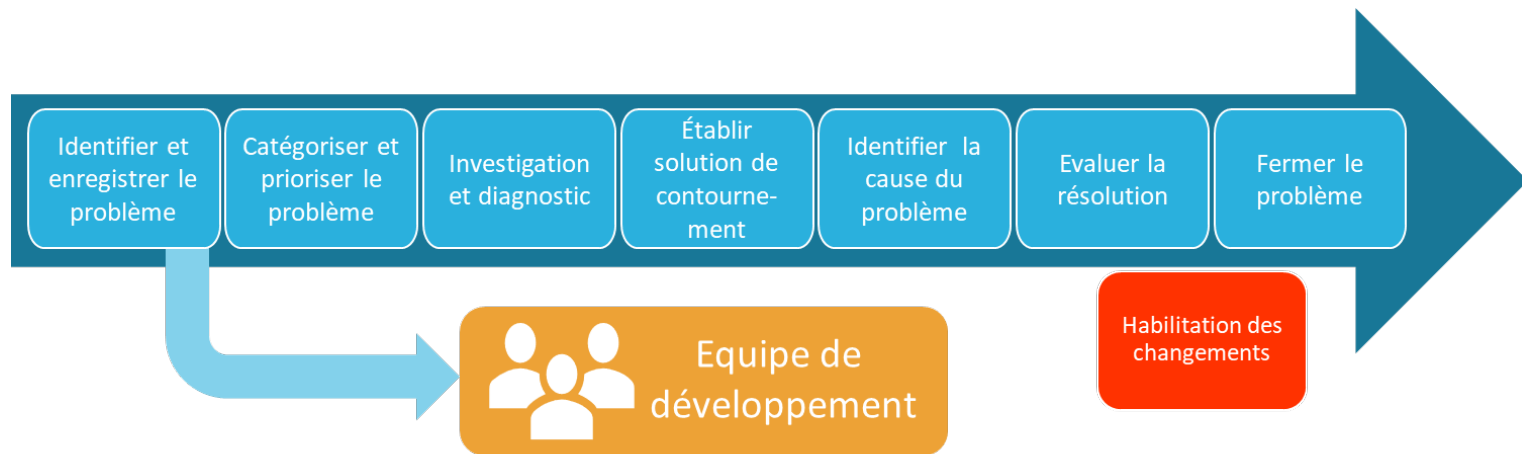 Identifier et
enregistrer le
problème
Catégoriser et
prioriser le
problème
Investigation
et diagnostic
Établir
solution de
contourne-
ment
Identifier la
cause du
problème
Evaluer la
résolution
Fermer le
problème
Equipe de
développement
Habilitation des
changements